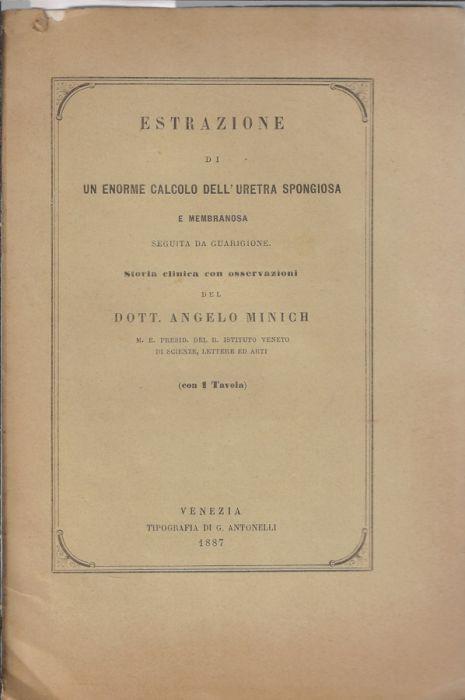 ESTRAZIONE
DI
UN ENORME CALCOLO DELL' URETRA SPONGIOSA
E MEMBRANOSA
SEGUITA DA GUARIGIONE.
Storia clinica con osservazioni
DEL
DOTT. ANGELO MINICH
M. E. PRESID. DEL R. ISTITUTO VENETO
DI SCIENZE, LETTERE ED ARTI
(con 1 Tavola)
VENEZIA
TIPOGRAFIA DI G. ANTONELLI
1887